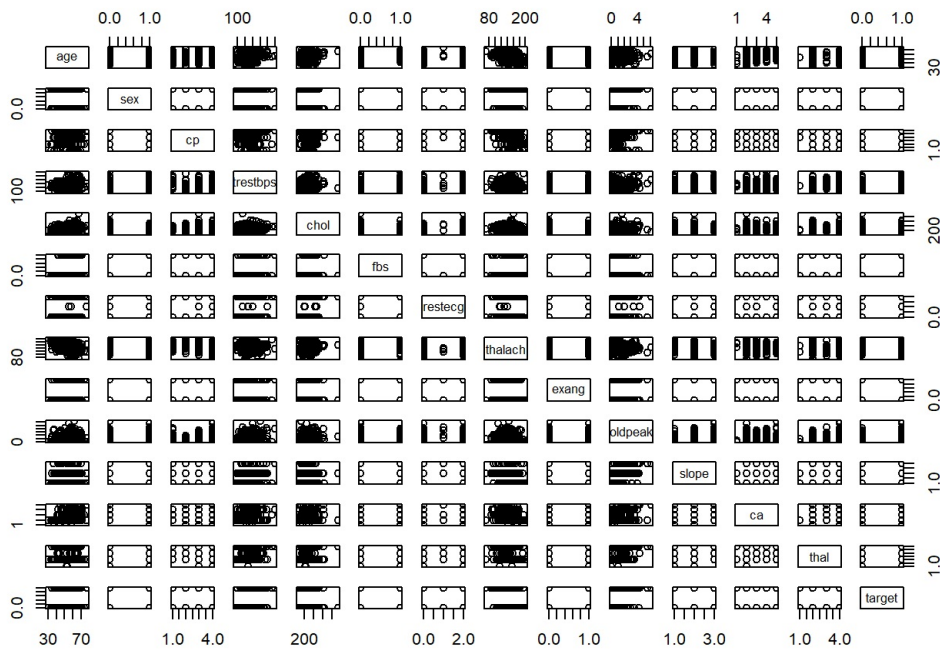 0.0 1.0 100 0.0 1.0 80 200 0 4 1 4 0.0 1.0
age 30
0.0 sex
cp 1.0
100 trestbps
chol 200
0.0 fbs
restecg 0.0
80 thalach
exang 0.0
0 oldpeak
slope 1.0
1 ca
thal 1.0
0.0 target
30 70 1.0 4.0 200 0.0 2.0 0.0 1.0 1.0 3.0 1.0 4.0